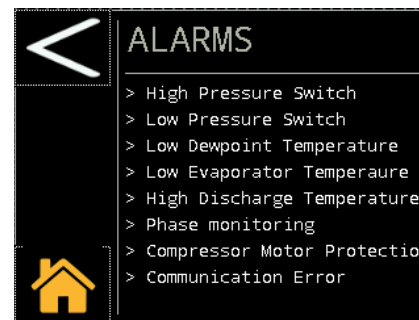 ALARMS
> High Pressure Switch
> Low Pressure Switch
> Low Dewpoint Temperature
> Low Evaporator Temperaure
> High Discharge Temperature
> Phase monitoring
> Compressor Motor Protectio
> Communication Error